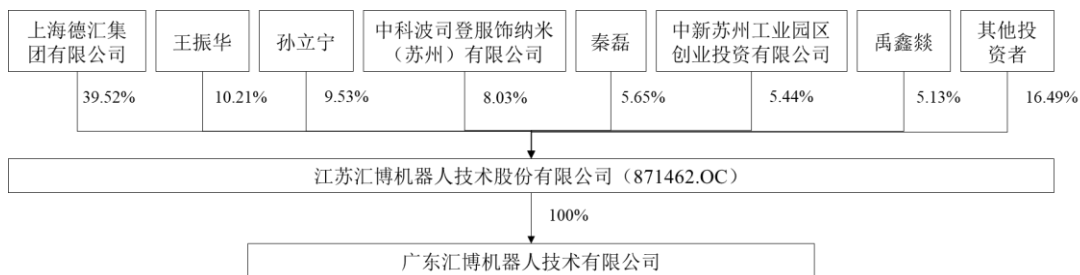 上海德汇集
团有限公司
王振华
孙立宁
中科波司登服饰纳米
（苏州）有限公司
秦磊
中新苏州工业园区
创业投资有限公司
禹鑫燚
其他投
资者
39.52%
10.21%
9.53%
8.03%
5.65%
5.44%
5.13%
16.49%
江苏汇博机器人技术股份有限公司（871462.OC）
100%
广东汇博机器人技术有限公司